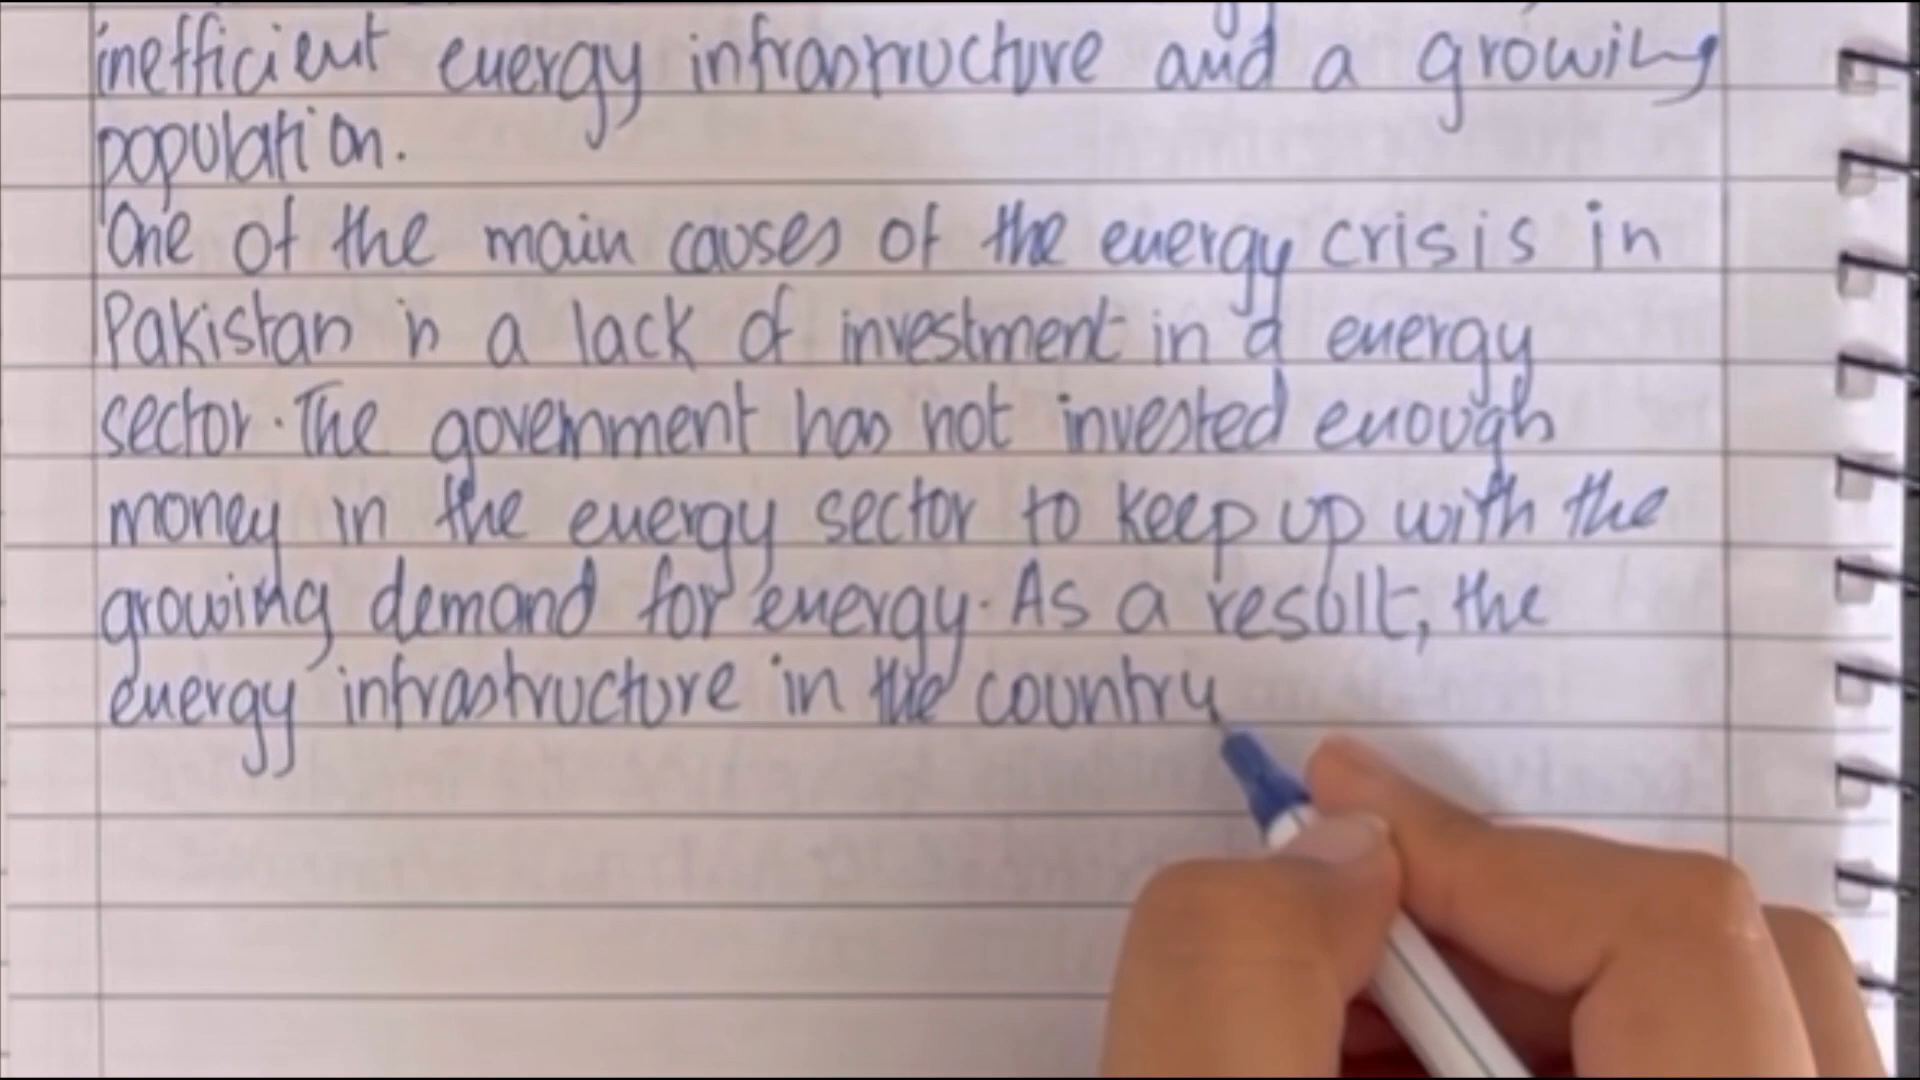 inefficient energy infrastructure and a growing
population.
One of the main causes of the energy crisis in
Pakistan is a lack of investment in a energy
sector. The government has not invested enough
money in the energy sector to keep up with the
growing demand for energy. As a result, the
energy infrastructure in the country